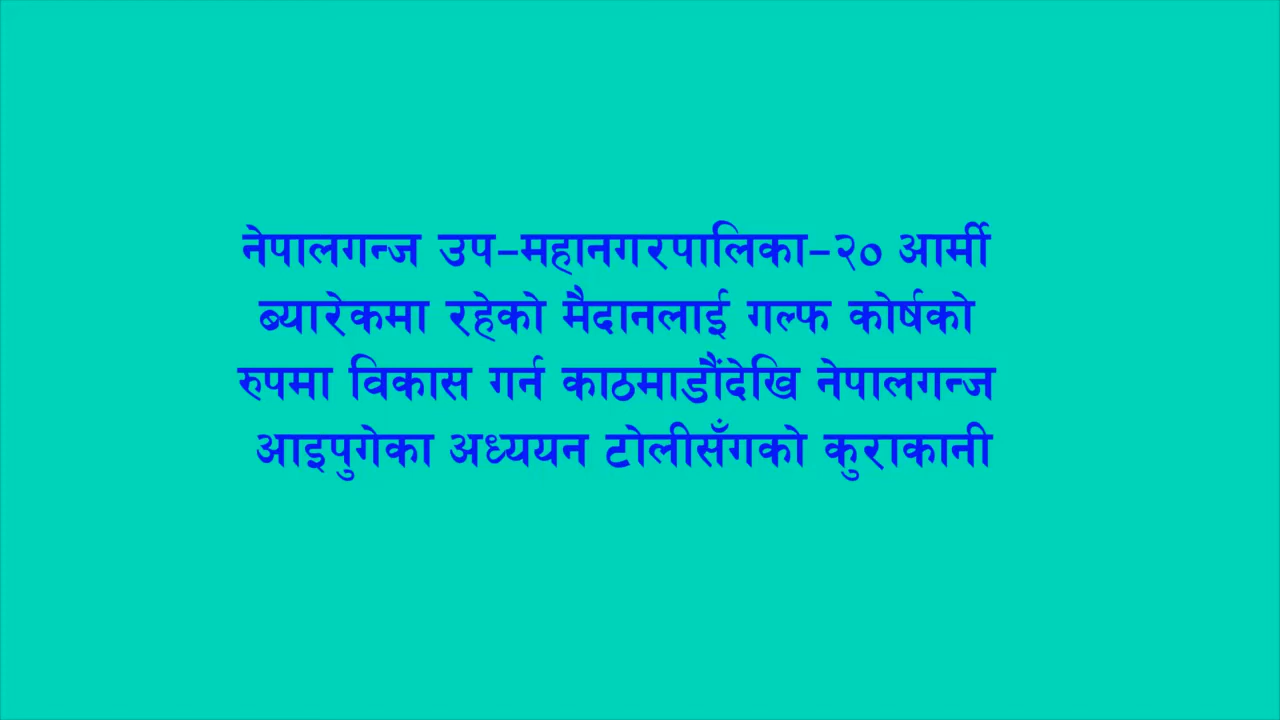 नेपालगन्ज उप-महानगरपालिका-२० आर्मी
ब्यारेकमा रहेको मैदानलाई गल्फ कोर्षको
रुपमा विकास गर्न काठमाडौंदेखि नेपालगन्ज
आइपुगेका अध्ययन टोलीसँगको कुराकानी